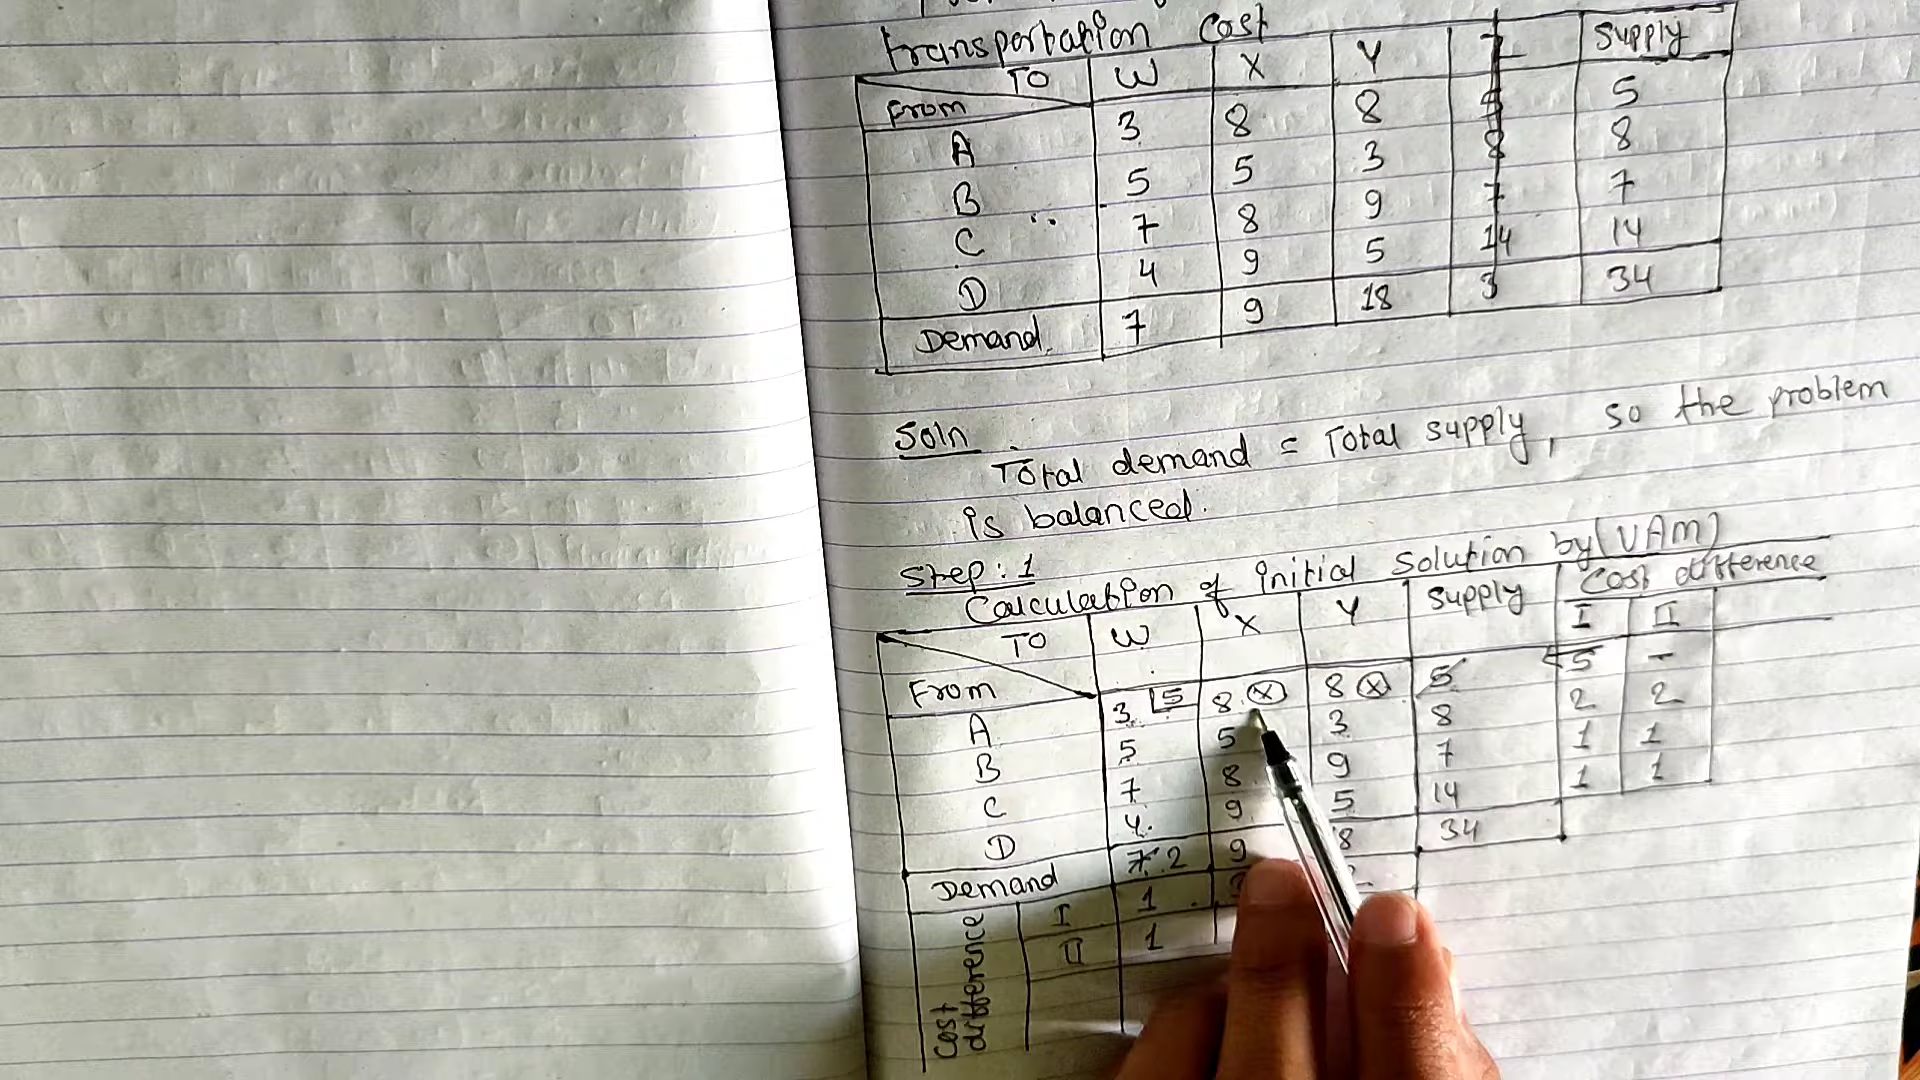 transportation cost
TO W X Y Supply
From
A 3 8 8 5
B 5 5 3 8
C 7 8 9 7 7
D 4 9 5 14 14
Demand 7 9 18 3 34
Soln
Total demand = Total supply, so the problem
is balanced.
Step: 1
Calculation of initial solution by (VAM)
TO W X Y Supply Cost difference
From I II
A 3 5 8 X 8 X 5 5 -
B 5 5 3 8 2 2
C 7 8 9 7 1 1
D 4 9 5 14 1 1
Demand 7 2 9 8 34
Cost difference
I 1
II 1